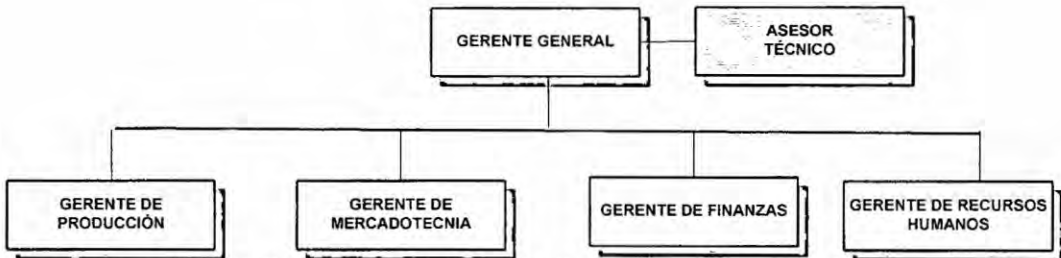 GERENTE GENERAL
ASESOR
TÉCNICO
GERENTE DE
PRODUCCIÓN
GERENTE DE
MERCADOTECNIA
GERENTE DE FINANZAS
GERENTE DE RECURSOS
HUMANOS